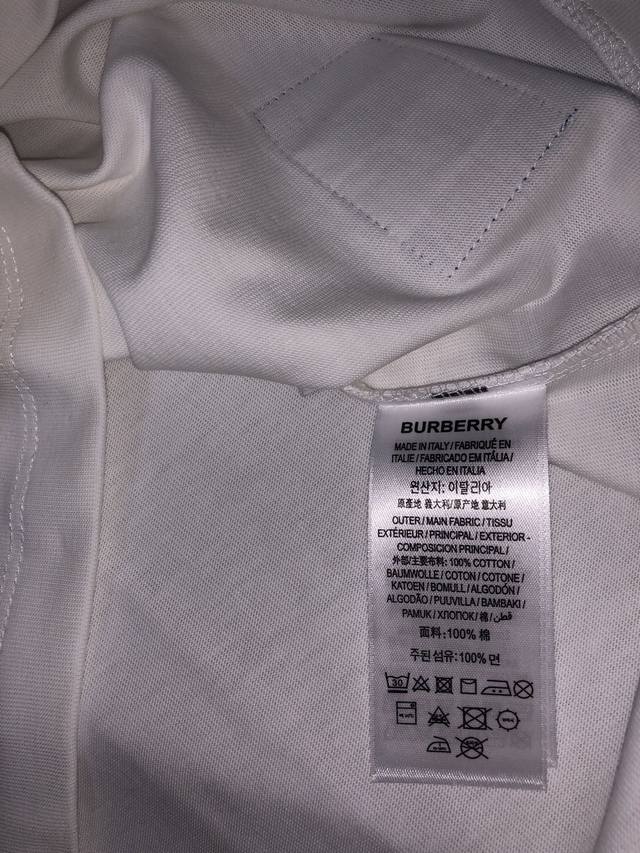 BURBERRY
MADE IN ITALY / FABRIQUÉ EN
ITALIE / FABRICADO EM ITÁLIA /
HECHO EN ITALIA
원산지: 이탈리아
原產地 義大利/原产地 意大利
OUTER / MAIN FABRIC / TISSU
EXTÉRIEUR / PRINCIPAL / EXTERIOR -
COMPOSICION PRINCIPAL /
外部/主要布料: 100% COTTON /
BAUMWOLLE / COTON / COTONE /
KATOEN / BOMULL / ALGODÓN /
ALGODÃO / PUUVILLA / BAMBAKI /
PAMUK / ХЛОПОК / 棉 / قطن /
面料:100% 棉
주된 섬유:100% 면
30